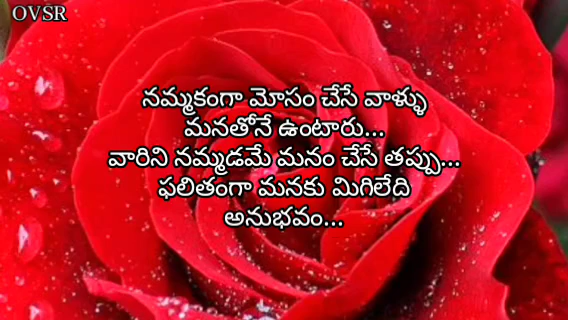 OVSR
నమ్మకంగా మోసం చేసే వాళ్ళు
మనతోనే ఉంటారు...
వారిని నమ్మడమే మనం చేసే తప్పు...
ఫలితంగా మనకు మిగిలేది
అనుభవం...